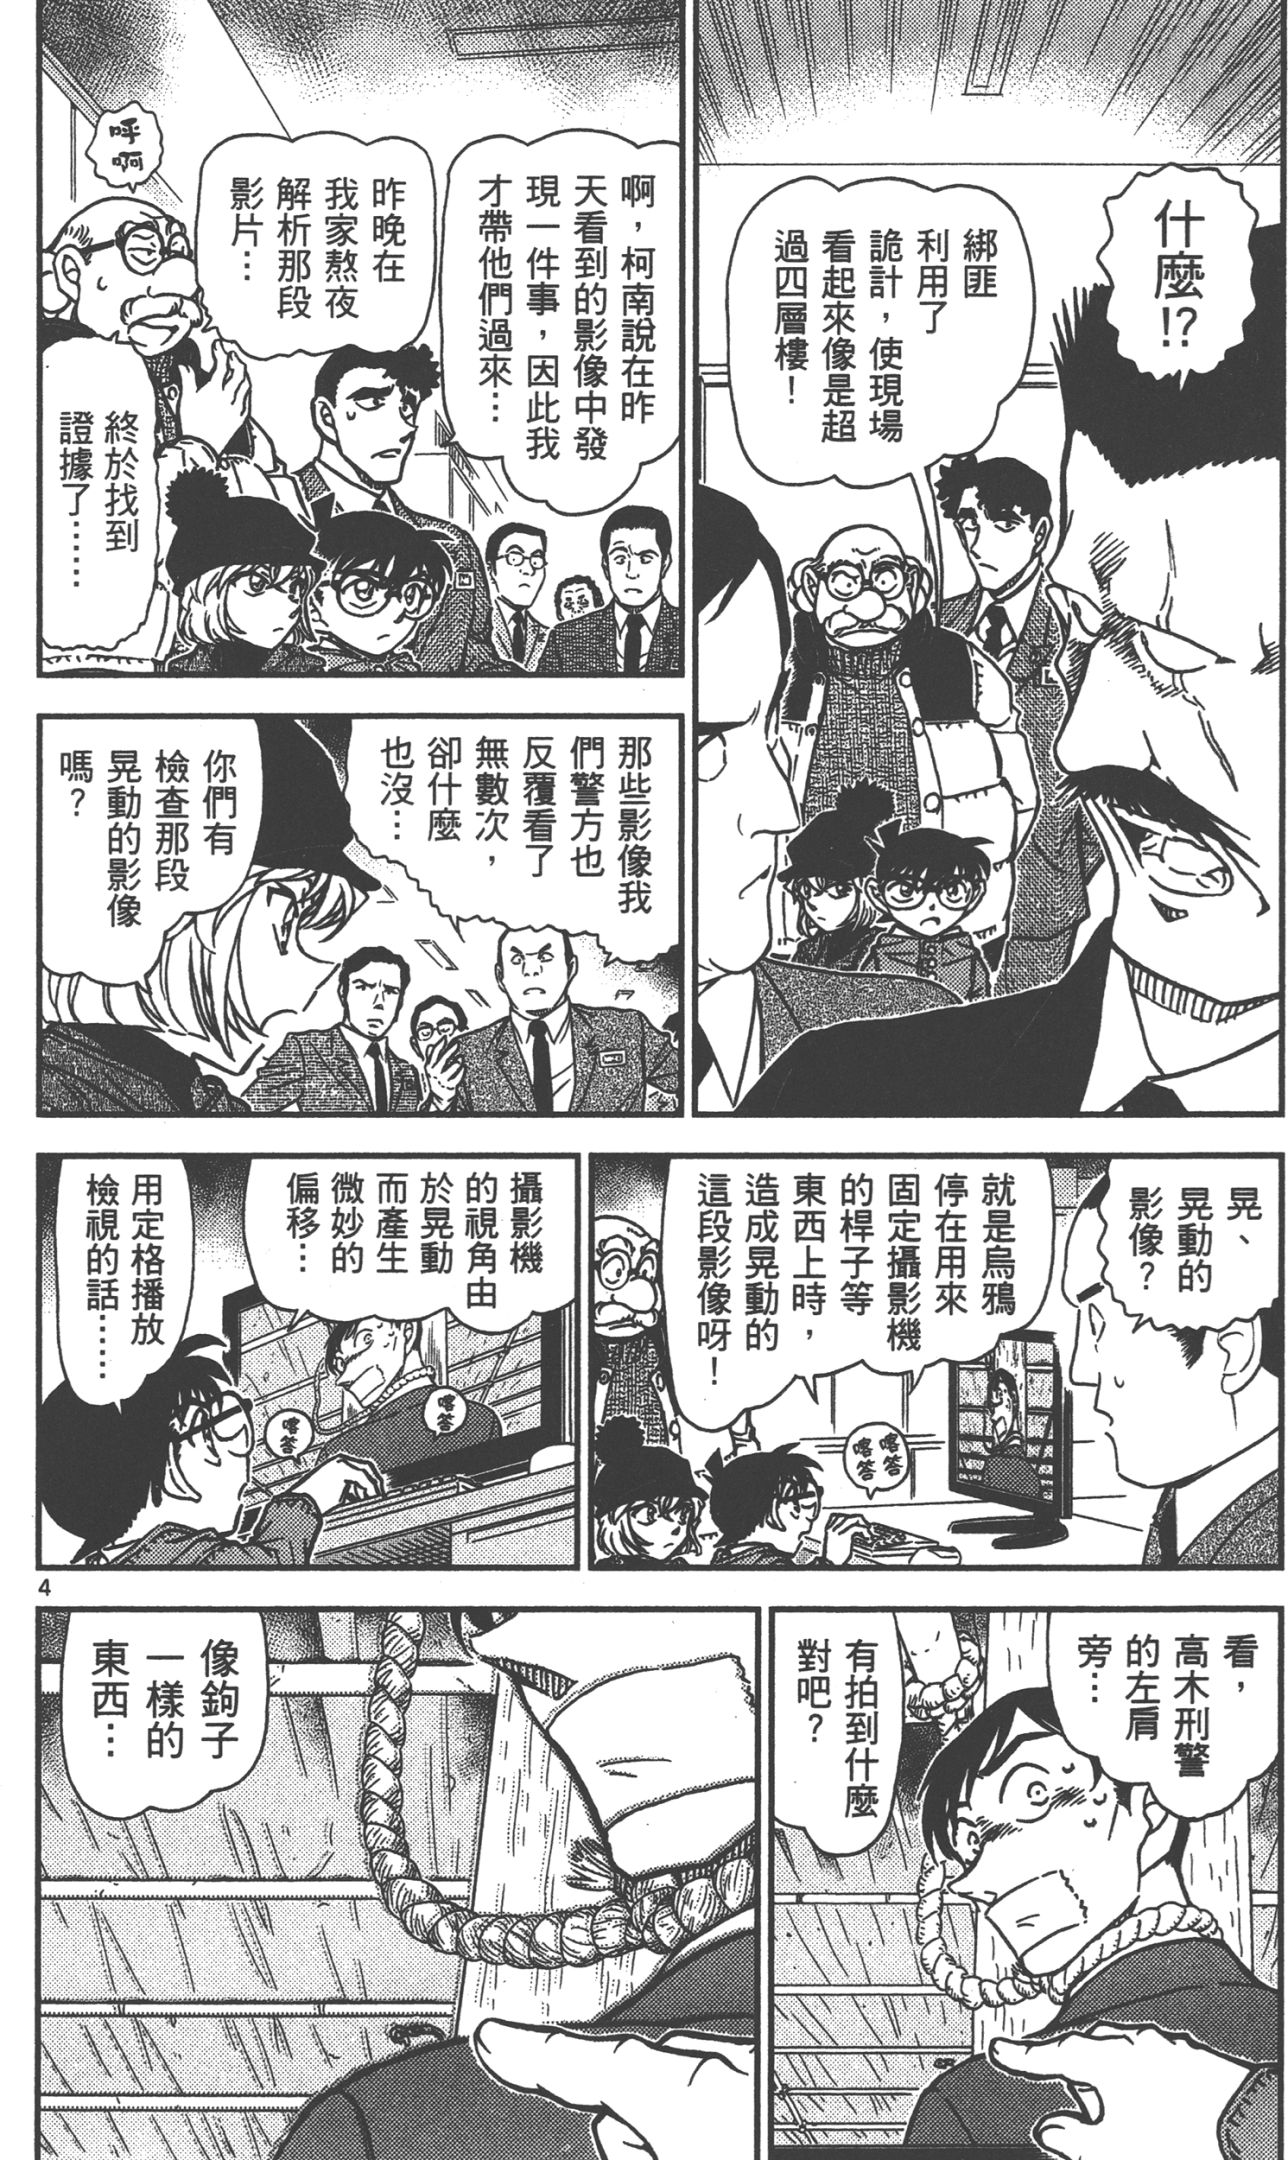 什麼!?
綁匪
利用了
詭計，使現場
看起來像是超
過四層樓！
啊，柯南說在昨
天看到的影像中發
現一件事，因此我
才帶他們過來…
昨晚在
我家熬夜
解析那段
影片…
呼
啊
終於找到
證據了……
那些影像我
們警方也
反覆看了
無數次，
卻什麼
也沒…
你們有
檢查那段
晃動的影像
嗎？
晃、
晃動的
影像？
就是烏鴉
停在用來
固定攝影機
的桿子等
東西上時，
造成晃動的
這段影像呀！
喀答
喀答
攝影機
的視角由
於晃動
而產生
微妙的
偏移…
用定格播放
檢視的話……
喀答
喀答
4
看，
高木刑警
的左肩
旁…
有拍到什麼
對吧？
像鉤子
一樣的
東西…